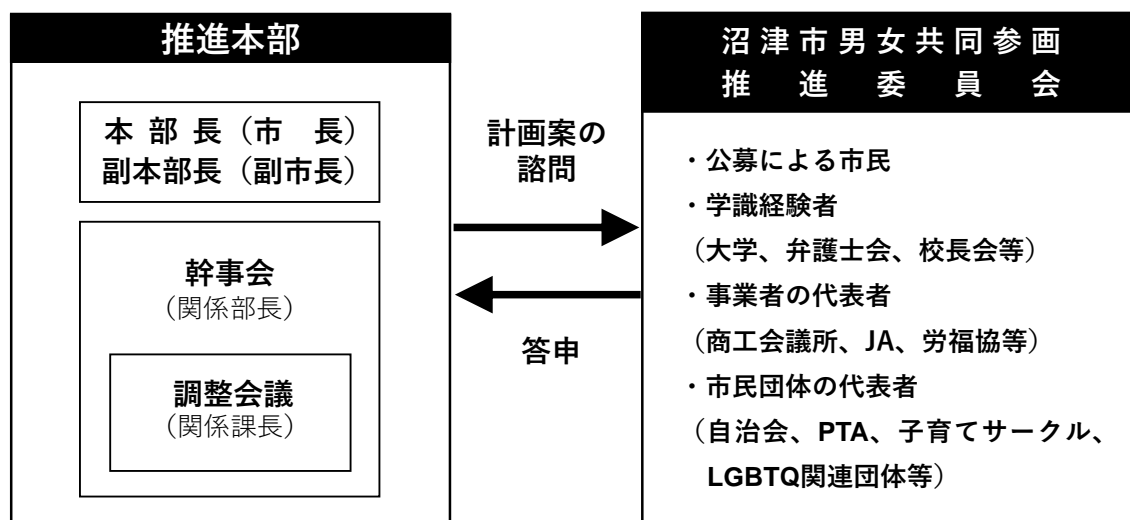 推進本部
本 部 長（市　長）
副本部長（副市長）
幹事会
（関係部長）
調整会議
（関係課長）
計画案の
諮問
答申
沼津市男女共同参画
推進委員会
・公募による市民
・学識経験者
（大学、弁護士会、校長会等）
・事業者の代表者
（商工会議所、JA、労福協等）
・市民団体の代表者
（自治会、PTA、子育てサークル、
LGBTQ関連団体等）